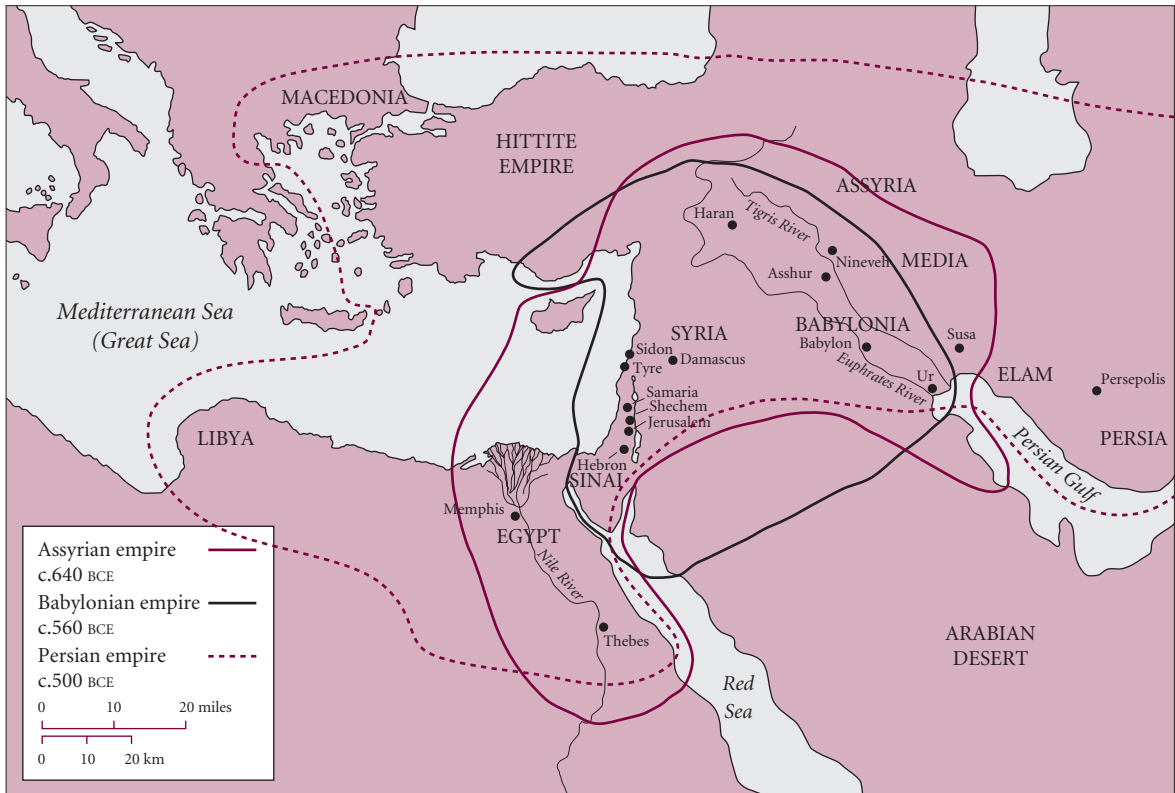 MACEDONIA
HITTITE
EMPIRE
ASSYRIA
Haran
Tigris River
Nineveh
MEDIA
Asshur
Mediterranean Sea
(Great Sea)
SYRIA
BABYLONIA
Babylon
Susa
Sidon
Damascus
Tyre
Euphrates River
Ur
ELAM
Persepolis
Samaria
Shechem
Jerusalem
LIBYA
PERSIA
Persian Gulf
Hebron
SINAI
Memphis
EGYPT
Nile River
Thebes
ARABIAN
DESERT
Red
Sea
Assyrian empire
c.640 BCE
Babylonian empire
c.560 BCE
Persian empire
c.500 BCE
0 10 20 miles
0 10 20 km